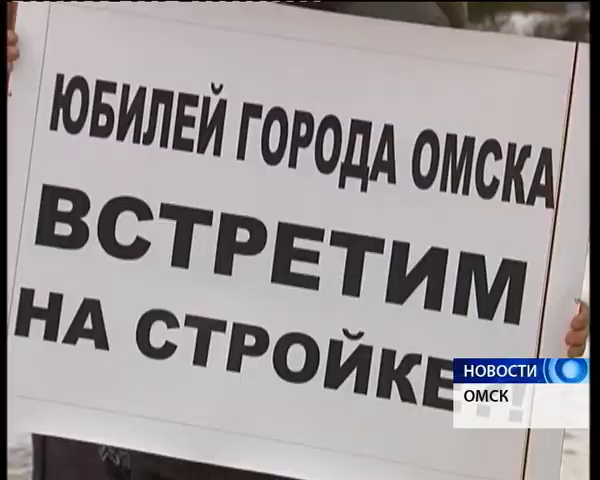 ЮБИЛЕЙ ГОРОДА ОМСКА
ВСТРЕТИМ
НА СТРОЙКЕ...!
НОВОСТИ
ОМСК